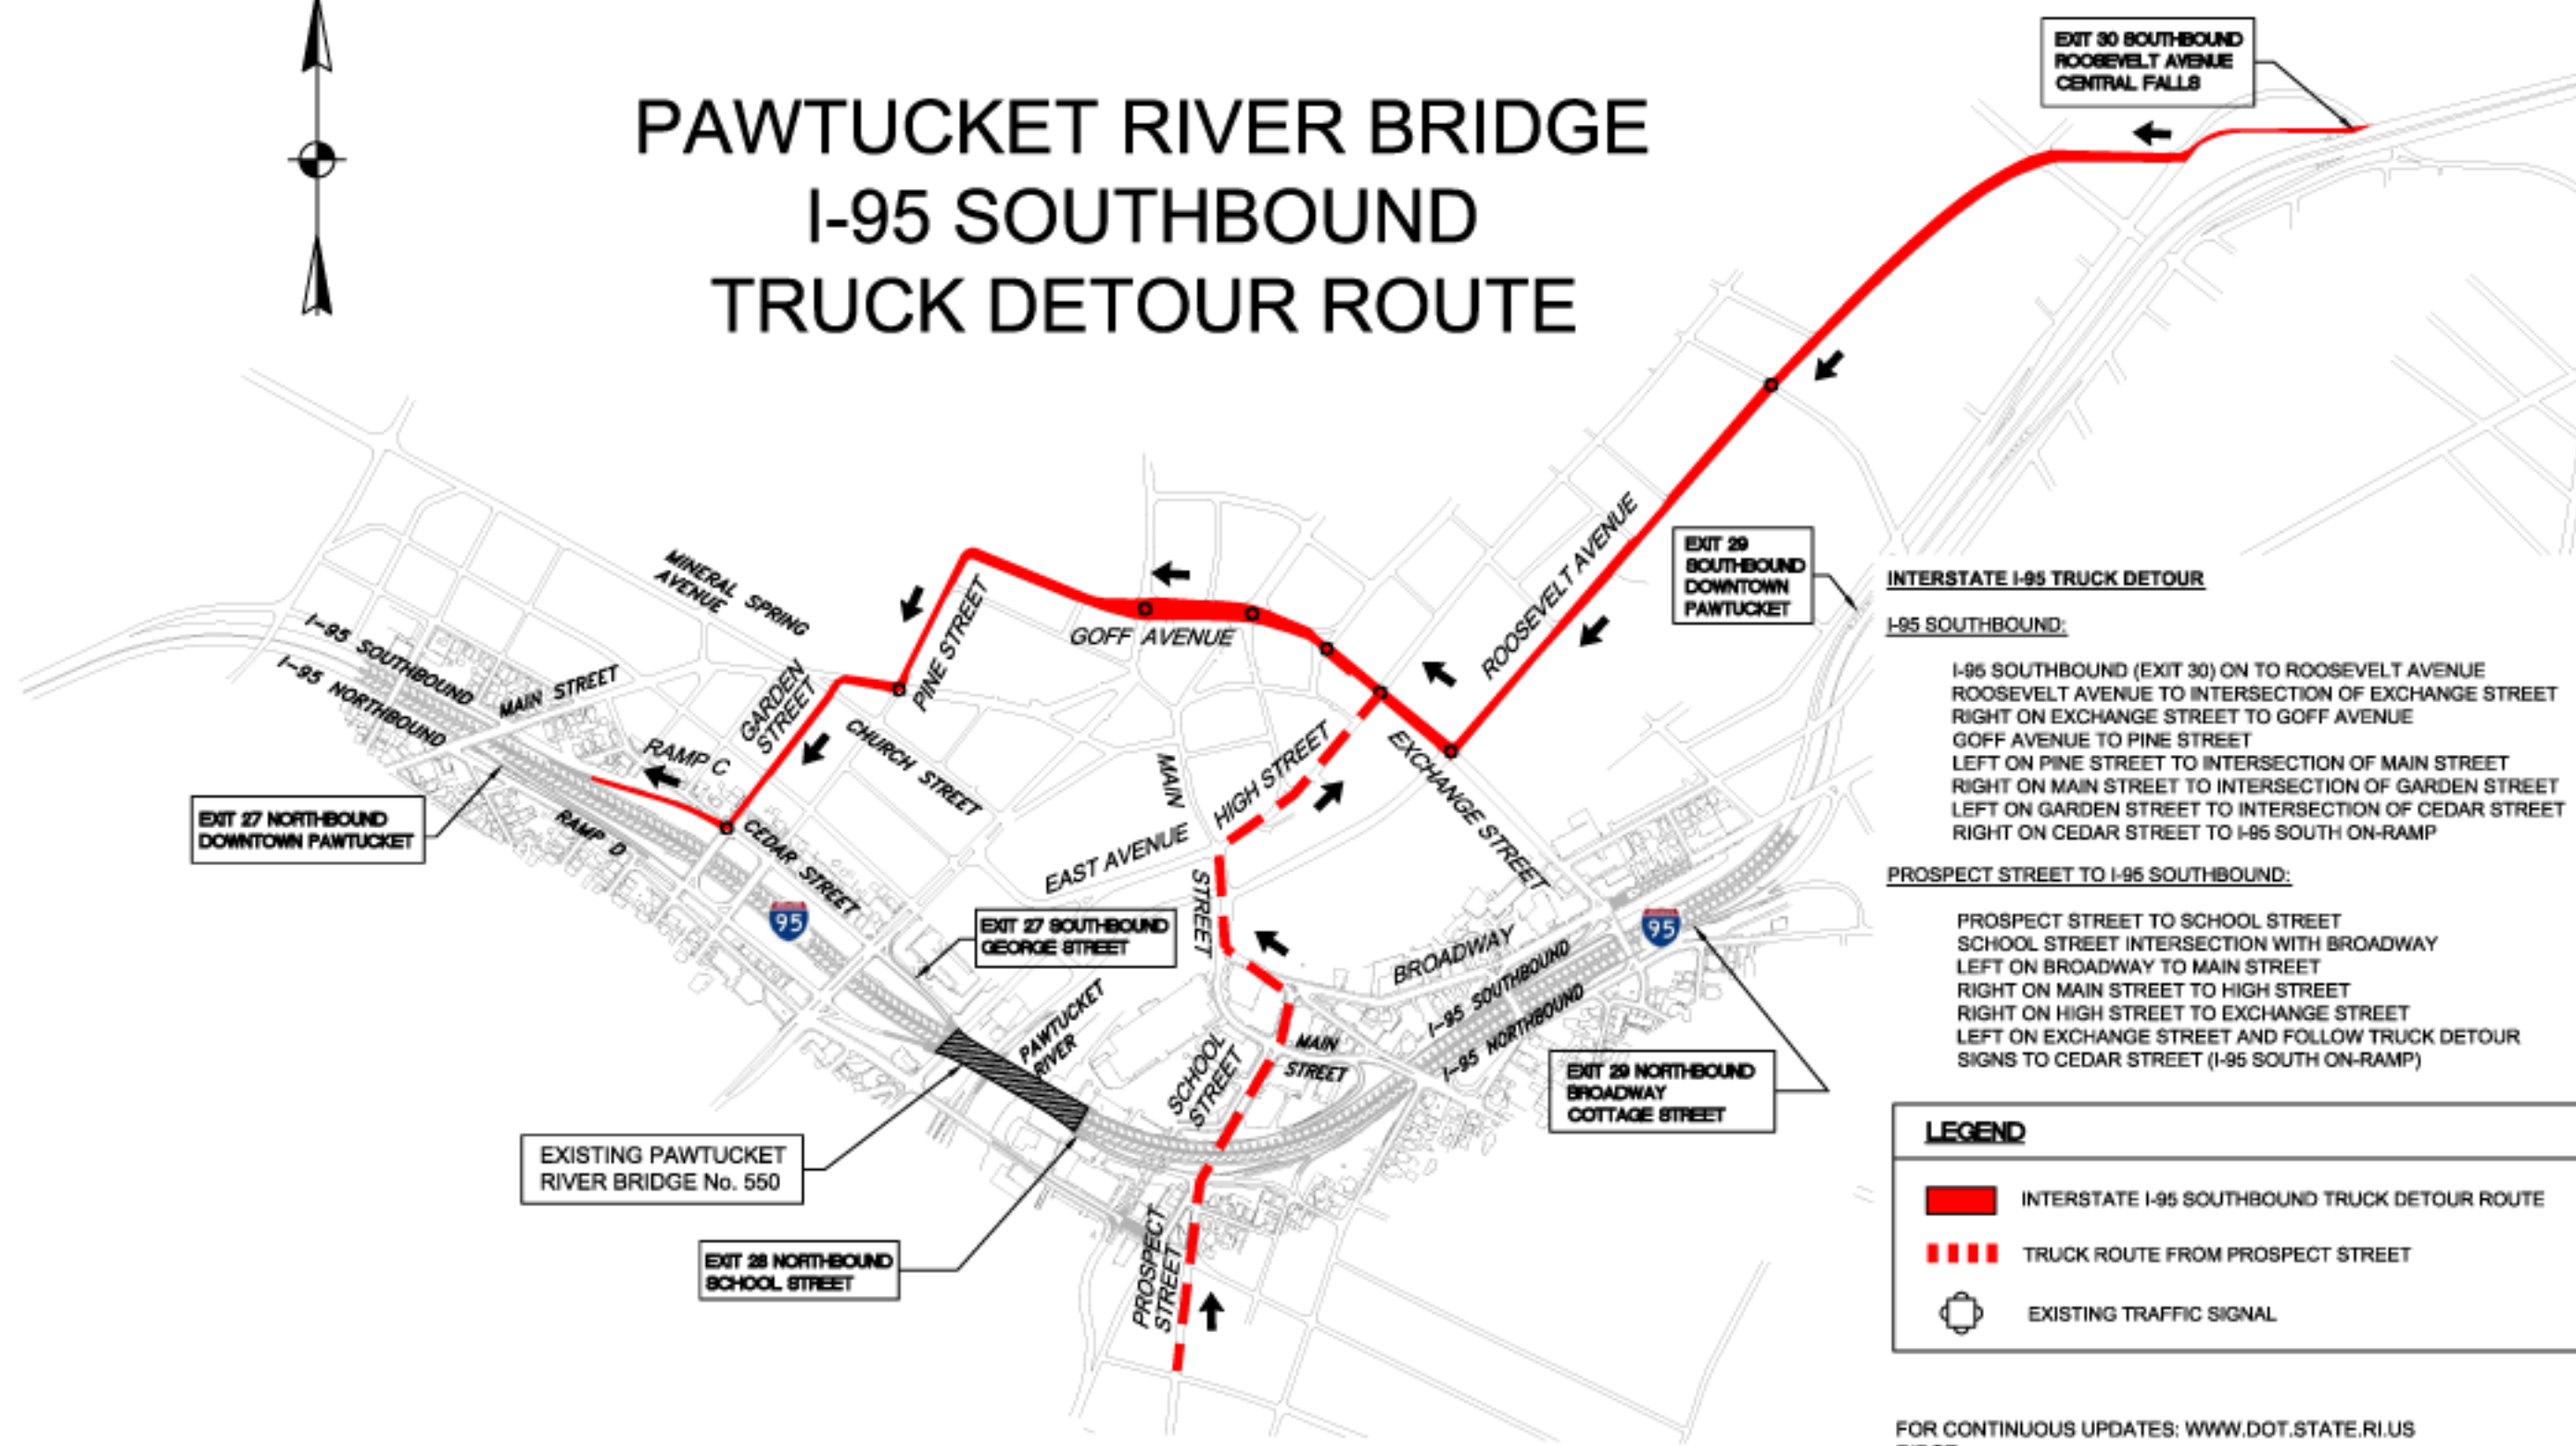 PAWTUCKET RIVER BRIDGE
I-95 SOUTHBOUND
TRUCK DETOUR ROUTE
EXIT 30 SOUTHBOUND
ROOSEVELT AVENUE
CENTRAL FALLS
MINERAL SPRING
AVENUE
PINE STREET
GOFF AVENUE
ROOSEVELT AVENUE
EXIT 29
SOUTHBOUND
DOWNTOWN
PAWTUCKET
I-95 SOUTHBOUND
I-95 NORTHBOUND
MAIN STREET
GARDEN
STREET
RAMP C
CHURCH STREET
MAIN
HIGH STREET
EXCHANGE STREET
EXIT 27 NORTHBOUND
DOWNTOWN PAWTUCKET
RAMP D
CEDAR STREET
EAST AVENUE
STREET
95
EXIT 27 SOUTHBOUND
GEORGE STREET
BROADWAY
95
I-95 SOUTHBOUND
I-95 NORTHBOUND
PAWTUCKET
RIVER
SCHOOL
STREET
MAIN
STREET
EXIT 29 NORTHBOUND
BROADWAY
COTTAGE STREET
EXISTING PAWTUCKET
RIVER BRIDGE No. 550
EXIT 28 NORTHBOUND
SCHOOL STREET
PROSPECT
STREET
INTERSTATE I-95 TRUCK DETOUR
I-95 SOUTHBOUND:
I-95 SOUTHBOUND (EXIT 30) ON TO ROOSEVELT AVENUE
ROOSEVELT AVENUE TO INTERSECTION OF EXCHANGE STREET
RIGHT ON EXCHANGE STREET TO GOFF AVENUE
GOFF AVENUE TO PINE STREET
LEFT ON PINE STREET TO INTERSECTION OF MAIN STREET
RIGHT ON MAIN STREET TO INTERSECTION OF GARDEN STREET
LEFT ON GARDEN STREET TO INTERSECTION OF CEDAR STREET
RIGHT ON CEDAR STREET TO I-95 SOUTH ON-RAMP
PROSPECT STREET TO I-95 SOUTHBOUND:
PROSPECT STREET TO SCHOOL STREET
SCHOOL STREET INTERSECTION WITH BROADWAY
LEFT ON BROADWAY TO MAIN STREET
RIGHT ON MAIN STREET TO HIGH STREET
RIGHT ON HIGH STREET TO EXCHANGE STREET
LEFT ON EXCHANGE STREET AND FOLLOW TRUCK DETOUR
SIGNS TO CEDAR STREET (I-95 SOUTH ON-RAMP)
LEGEND
INTERSTATE I-95 SOUTHBOUND TRUCK DETOUR ROUTE
TRUCK ROUTE FROM PROSPECT STREET
EXISTING TRAFFIC SIGNAL
FOR CONTINUOUS UPDATES: WWW.DOT.STATE.RI.US